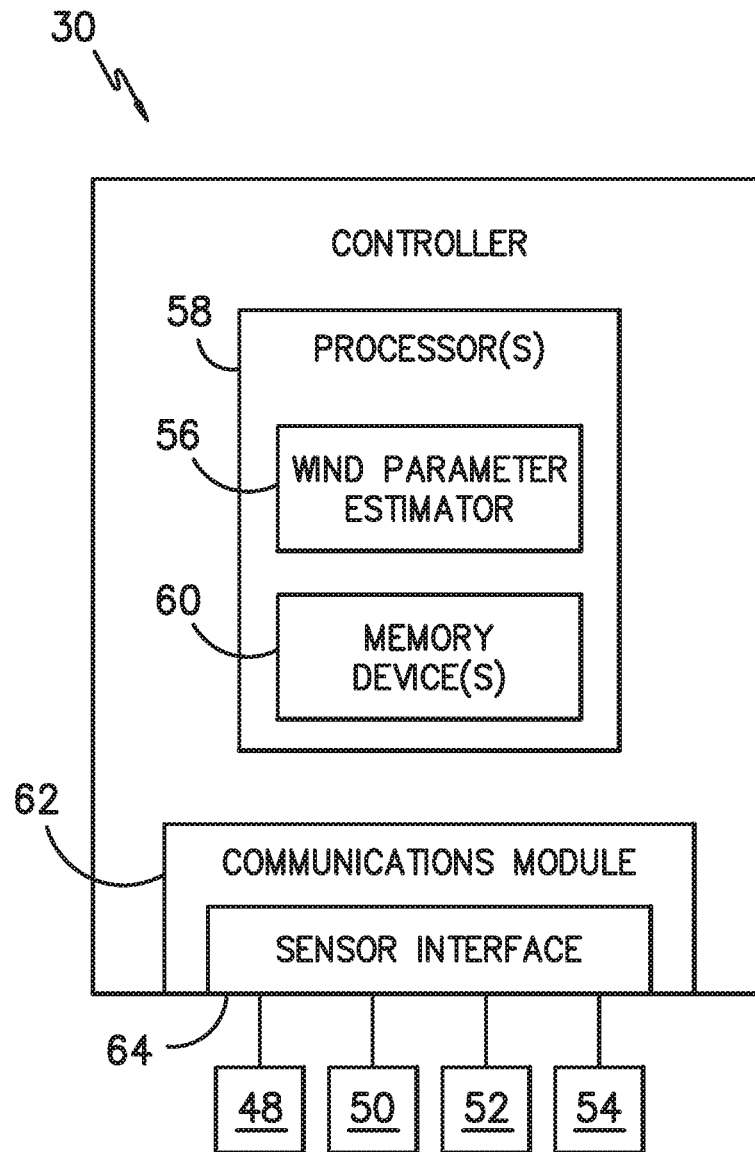 30
CONTROLLER
58
PROCESSOR(S)
56
WIND PARAMETER
ESTIMATOR
60
MEMORY
DEVICE(S)
62
COMMUNICATIONS MODULE
SENSOR INTERFACE
64
48 50 52 54